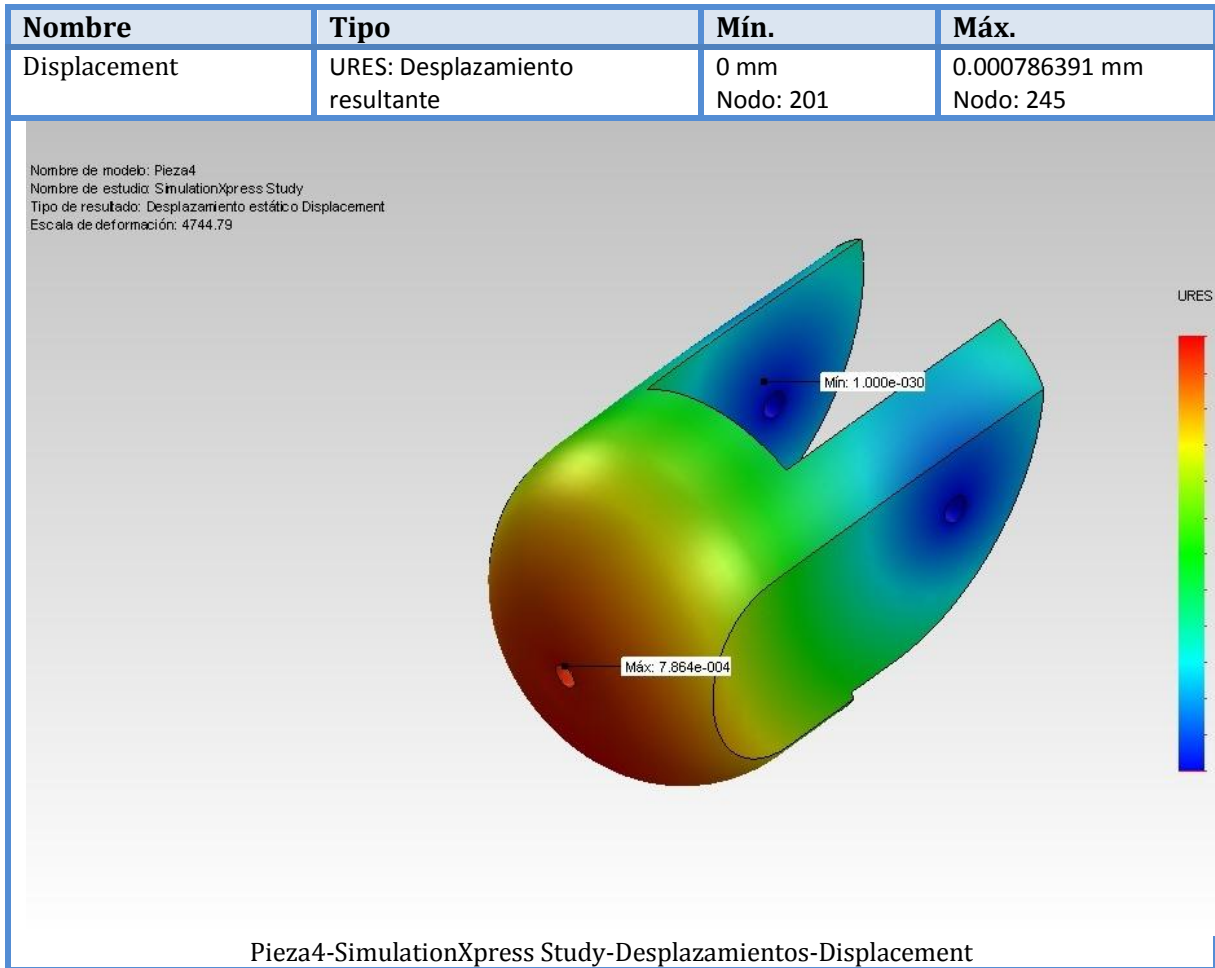 Nombre Tipo Mín. Máx.
Displacement URES: Desplazamiento resultante 0 mm Nodo: 201 0.000786391 mm Nodo: 245
Nombre de modelo: Pieza4
Nombre de estudio: SimulationXpress Study
Tipo de resultado: Desplazamiento estático Displacement
Escala de deformación: 4744.79
URES
Mín: 1.000e-030
Máx: 7.864e-004
Pieza4-SimulationXpress Study-Desplazamientos-Displacement